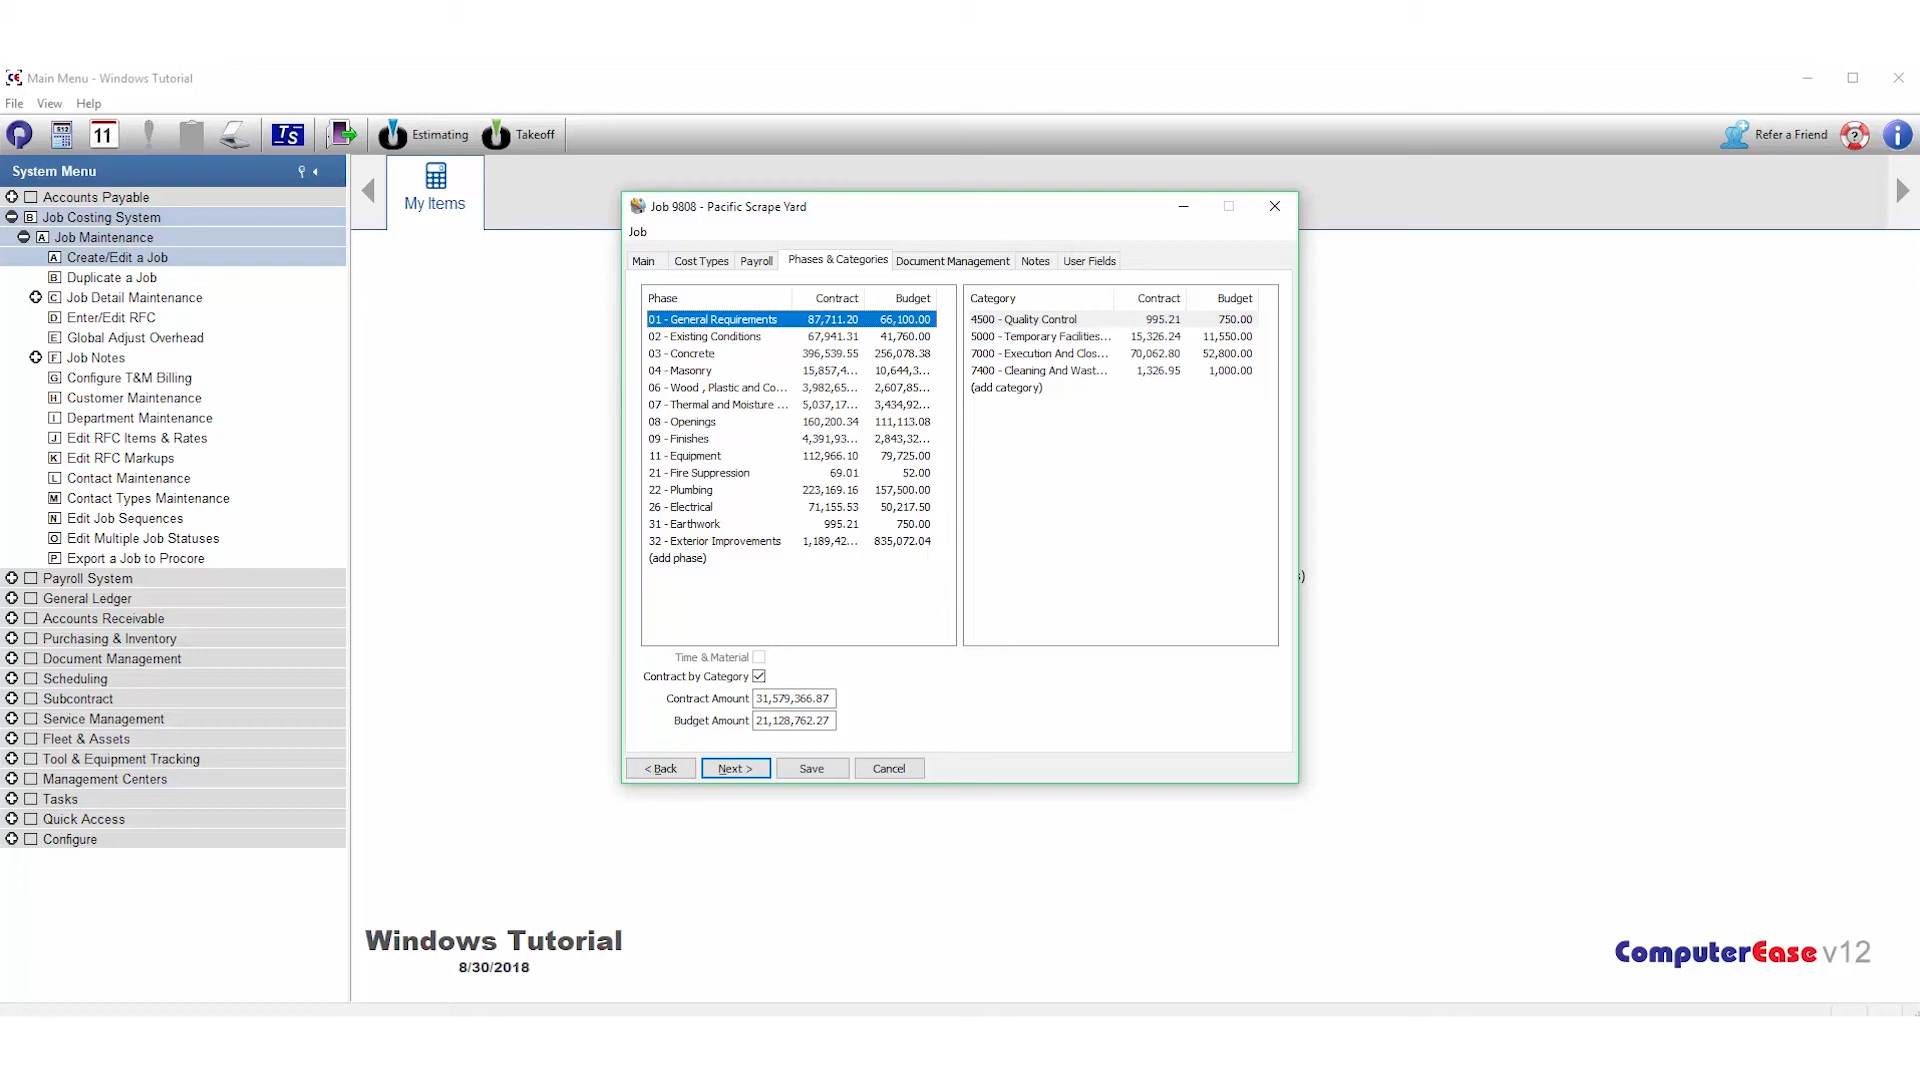 Main Menu - Windows Tutorial
File View Help
11
TS
Estimating
Takeoff
Refer a Friend
System Menu
My Items
Accounts Payable
B Job Costing System
A Job Maintenance
A Create/Edit a Job
B Duplicate a Job
C Job Detail Maintenance
D Enter/Edit RFC
E Global Adjust Overhead
F Job Notes
G Configure T&M Billing
H Customer Maintenance
I Department Maintenance
J Edit RFC Items & Rates
K Edit RFC Markups
L Contact Maintenance
M Contact Types Maintenance
N Edit Job Sequences
O Edit Multiple Job Statuses
P Export a Job to Procore
Payroll System
General Ledger
Accounts Receivable
Purchasing & Inventory
Document Management
Scheduling
Subcontract
Service Management
Fleet & Assets
Tool & Equipment Tracking
Management Centers
Tasks
Quick Access
Configure
Job 9808 - Pacific Scrape Yard
Job
Main Cost Types Payroll Phases & Categories Document Management Notes User Fields
Phase Contract Budget
01 - General Requirements 87,711.20 66,100.00
02 - Existing Conditions 67,941.31 41,760.00
03 - Concrete 396,539.55 256,078.38
04 - Masonry 15,857,4... 10,644,3...
06 - Wood , Plastic and Co... 3,982,65... 2,607,85...
07 - Thermal and Moisture ... 5,037,17... 3,434,92...
08 - Openings 160,200.34 111,113.08
09 - Finishes 4,391,93... 2,843,32...
11 - Equipment 112,966.10 79,725.00
21 - Fire Suppression 69.01 52.00
22 - Plumbing 223,169.16 157,500.00
26 - Electrical 71,155.53 50,217.50
31 - Earthwork 995.21 750.00
32 - Exterior Improvements 1,189,42... 835,072.04
(add phase)
Category Contract Budget
4500 - Quality Control 995.21 750.00
5000 - Temporary Facilities... 15,326.24 11,550.00
7000 - Execution And Clos... 70,062.80 52,800.00
7400 - Cleaning And Wast... 1,326.95 1,000.00
(add category)
Time & Material
Contract by Category
Contract Amount 31,579,366.87
Budget Amount 21,128,762.27
< Back Next > Save Cancel
Windows Tutorial
8/30/2018
ComputerEase v12